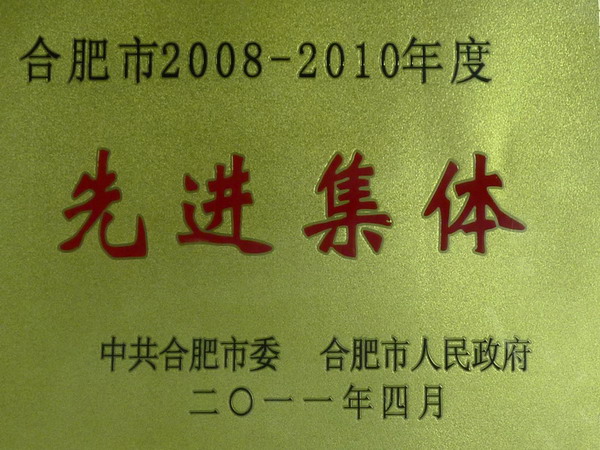 合肥市2008-2010年度
先进集体
中共合肥市委 合肥市人民政府
二〇一一年四月